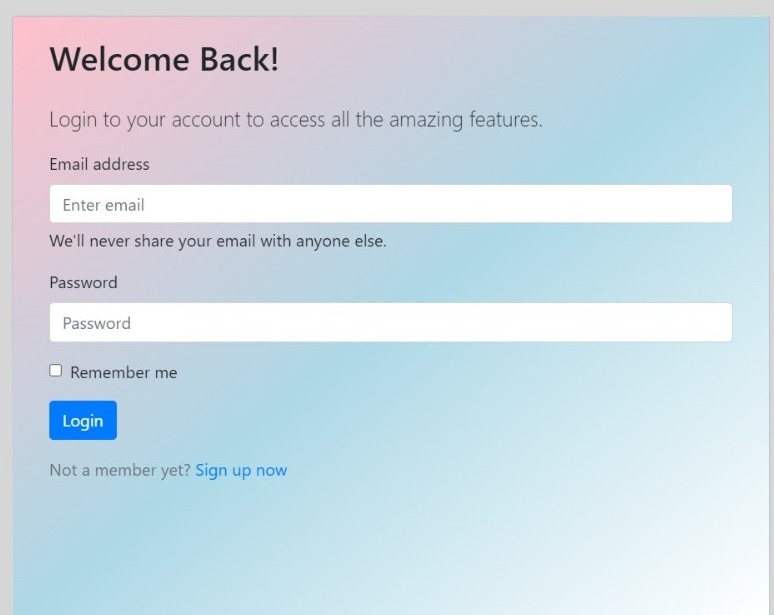 Welcome Back!
Login to your account to access all the amazing features.
Email address
Enter email
We'll never share your email with anyone else.
Password
Password
Remember me
Login
Not a member yet? Sign up now